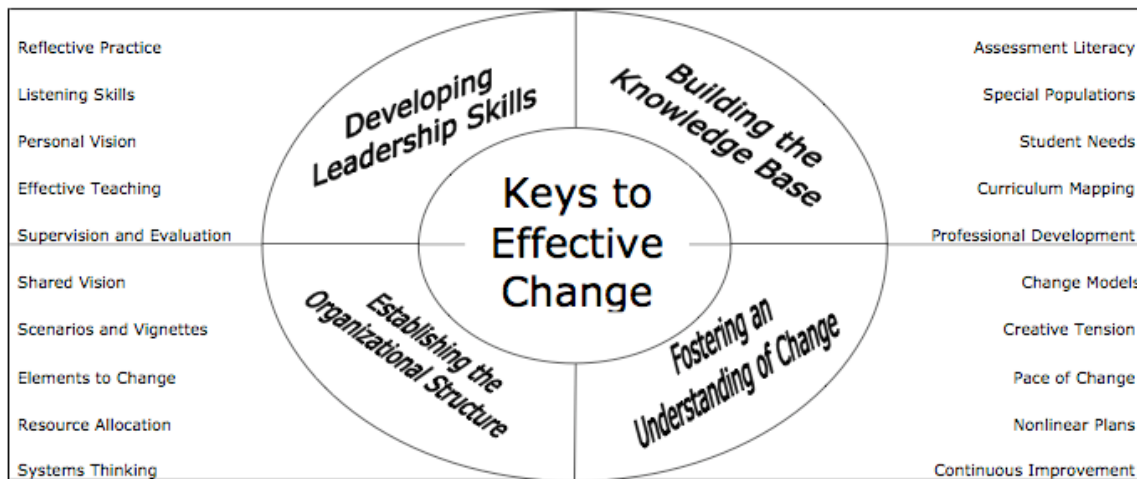 Reflective Practice
Listening Skills
Personal Vision
Effective Teaching
Supervision and Evaluation
Developing
Leadership Skills
Building the
Knowledge Base
Assessment Literacy
Special Populations
Student Needs
Curriculum Mapping
Professional Development
Keys to
Effective
Change
Shared Vision
Scenarios and Vignettes
Elements to Change
Resource Allocation
Systems Thinking
Establishing the
Organizational Structure
Fostering an
Understanding of Change
Change Models
Creative Tension
Pace of Change
Nonlinear Plans
Continuous Improvement